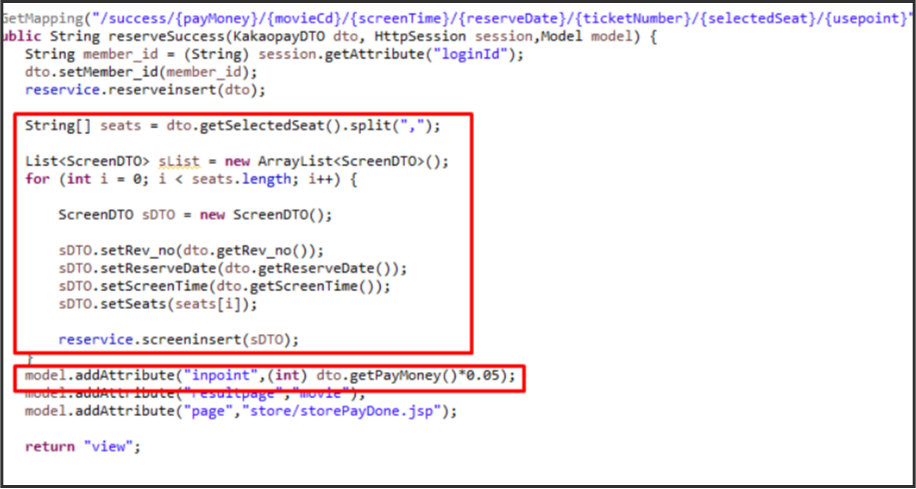 GetMapping("/success/{payMoney}/{movieCd}/{screenTime}/{reserveDate}/{ticketNumber}/{selectedSeat}/{usepoint}"
ublic String reserveSuccess(KakaopayDTO dto, HttpSession session,Model model) {
String member_id = (String) session.getAttribute("loginId");
dto.setMember_id(member_id);
reservice.reserveinsert(dto);
String[] seats = dto.getSelectedSeat().split(",");
List<ScreenDTO> sList = new ArrayList<ScreenDTO>();
for (int i = 0; i < seats.length; i++) {
ScreenDTO sDTO = new ScreenDTO();
sDTO.setRev_no(dto.getRev_no());
sDTO.setReserveDate(dto.getReserveDate());
sDTO.setScreenTime(dto.getScreenTime());
sDTO.setSeats(seats[i]);
reservice.screeninsert(sDTO);
}
model.addAttribute("inpoint",(int) dto.getPayMoney()*0.05);
model.addAttribute("resultpage","movie");
model.addAttribute("page","store/storePayDone.jsp");
return "view";